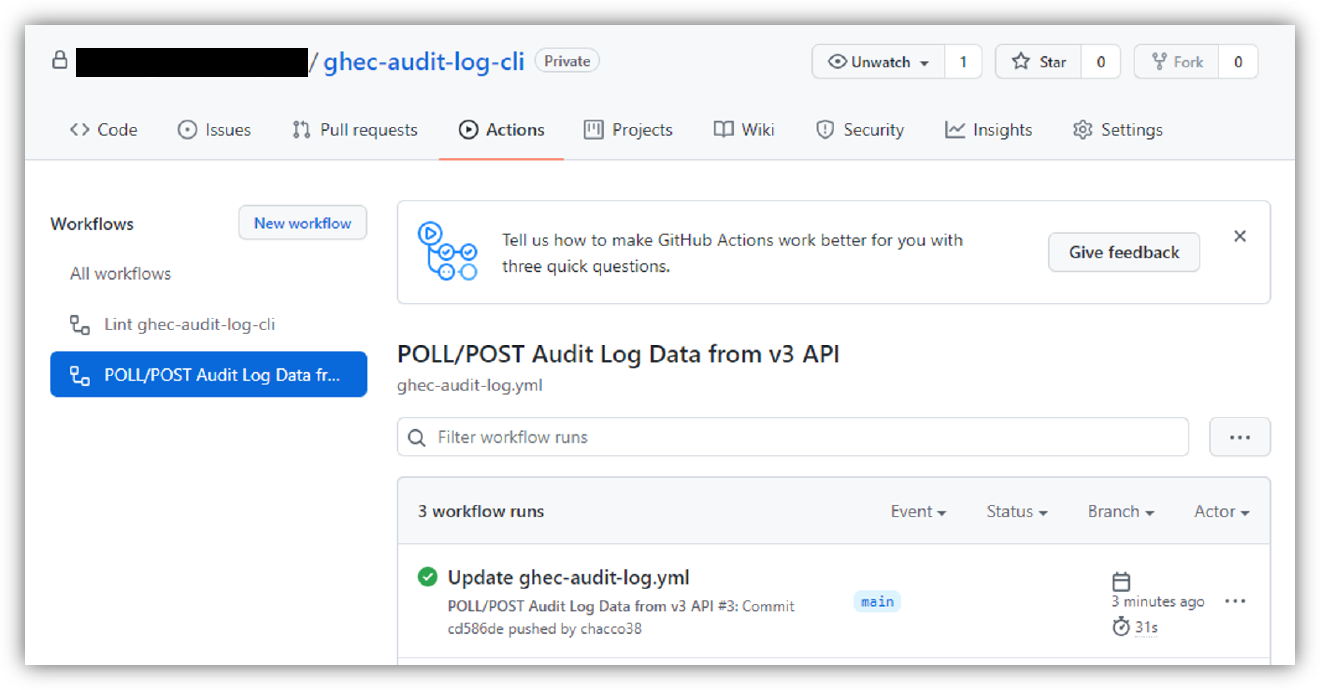 / ghec-audit-log-cli Private
Unwatch 1 Star 0 Fork 0
Code Issues Pull requests Actions Projects Wiki Security Insights Settings
Workflows New workflow
All workflows
Lint ghec-audit-log-cli
POLL/POST Audit Log Data fr...
Tell us how to make GitHub Actions work better for you with
three quick questions.
Give feedback
POLL/POST Audit Log Data from v3 API
ghec-audit-log.yml
Filter workflow runs
3 workflow runs Event Status Branch Actor
Update ghec-audit-log.yml
POLL/POST Audit Log Data from v3 API #3: Commit
cd586de pushed by chacco38
main
3 minutes ago
31s